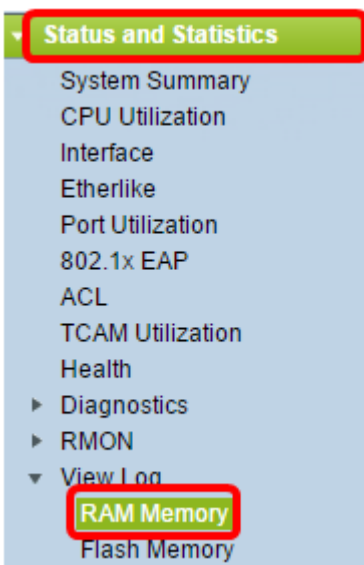 Status and Statistics
System Summary
CPU Utilization
Interface
Etherlike
Port Utilization
802.1x EAP
ACL
TCAM Utilization
Health
Diagnostics
RMON
View Log
RAM Memory
Flash Memory